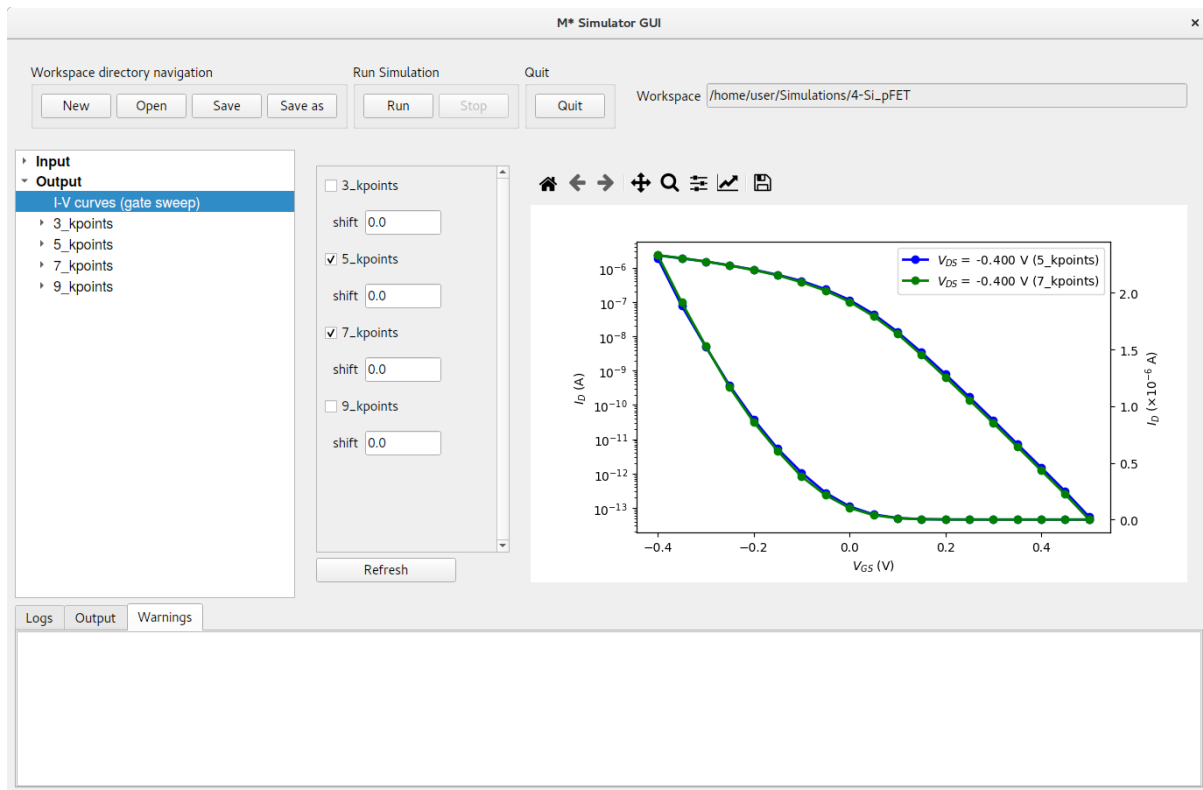 M* Simulator GUI
×
Workspace directory navigation
Run Simulation
Quit
New
Open
Save
Save as
Run
Stop
Quit
Workspace
/home/user/Simulations/4-Si_pFET
Input
Output
I-V curves (gate sweep)
3_kpoints
5_kpoints
7_kpoints
9_kpoints
3_kpoints
shift 0.0
5_kpoints
shift 0.0
7_kpoints
shift 0.0
9_kpoints
shift 0.0
Refresh
V_DS = -0.400 V (5_kpoints)
V_DS = -0.400 V (7_kpoints)
10⁻⁶
10⁻⁷
10⁻⁸
10⁻⁹
10⁻¹⁰
10⁻¹¹
10⁻¹²
10⁻¹³
I_D (A)
2.0
1.5
1.0
0.5
0.0
I_D (×10⁻⁶ A)
−0.4 −0.2 0.0 0.2 0.4
V_GS (V)
Logs
Output
Warnings